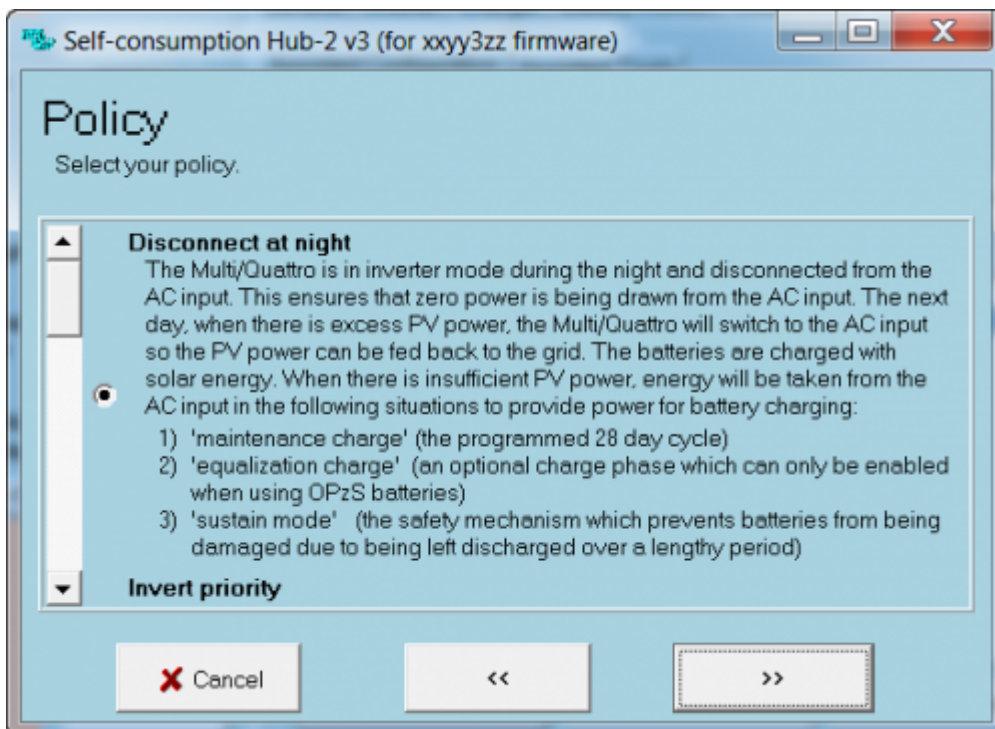 Self-consumption Hub-2 v3 (for xxyy3zz firmware)
Policy
Select your policy.
Disconnect at night
The Multi/Quattro is in inverter mode during the night and disconnected from the
AC input. This ensures that zero power is being drawn from the AC input. The next
day, when there is excess PV power, the Multi/Quattro will switch to the AC input
so the PV power can be fed back to the grid. The batteries are charged with
solar energy. When there is insufficient PV power, energy will be taken from the
AC input in the following situations to provide power for battery charging:
1) 'maintenance charge' (the programmed 28 day cycle)
2) 'equalization charge' (an optional charge phase which can only be enabled
when using OPzS batteries)
3) 'sustain mode' (the safety mechanism which prevents batteries from being
damaged due to being left discharged over a lengthy period)
Invert priority
Cancel
<<
>>